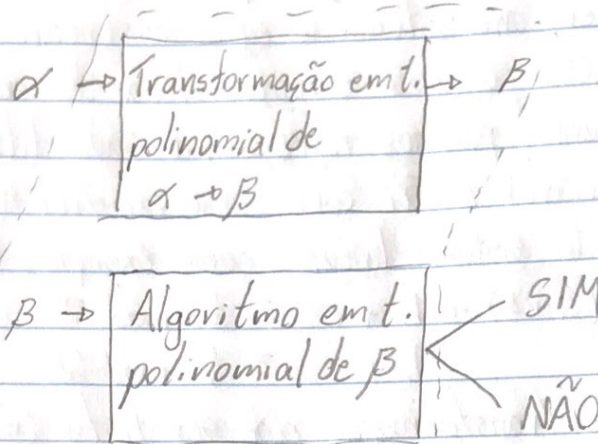 α → Transformação em t. → β
polinomial de
α → β
β → Algoritmo em t.
polinomial de β
SIM
NÃO